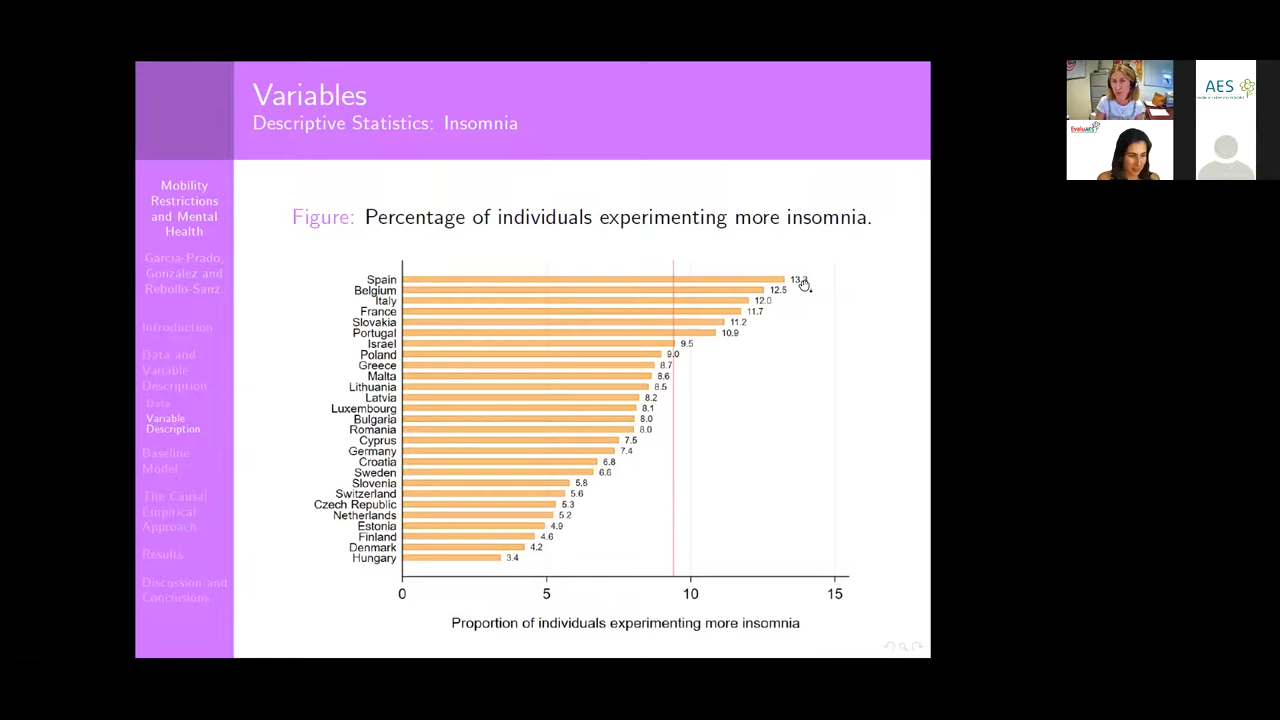 Variables
Descriptive Statistics: Insomnia
Mobility
Restrictions
and Mental
Health
García-Prado,
González and
Rebollo-Sanz
Introduction
Data and
Variable
Description
Data
Variable
Description
Baseline
Model
The Causal
Empirical
Approach
Results
Discussion and
Conclusions
Figure: Percentage of individuals experimenting more insomnia.
Spain
Belgium 12.5
Italy 12.0
France 11.7
Slovakia 11.2
Portugal 10.9
Israel 9.5
Poland 9.0
Greece 8.7
Malta 8.6
Lithuania 8.5
Latvia 8.2
Luxembourg 8.1
Bulgaria 8.0
Romania 8.0
Cyprus 7.5
Germany 7.4
Croatia 6.8
Sweden 6.6
Slovenia 5.8
Switzerland 5.6
Czech Republic 5.3
Netherlands 5.2
Estonia 4.9
Finland 4.6
Denmark 4.2
Hungary 3.4
0 5 10 15
Proportion of individuals experimenting more insomnia
AES
EvaluAES